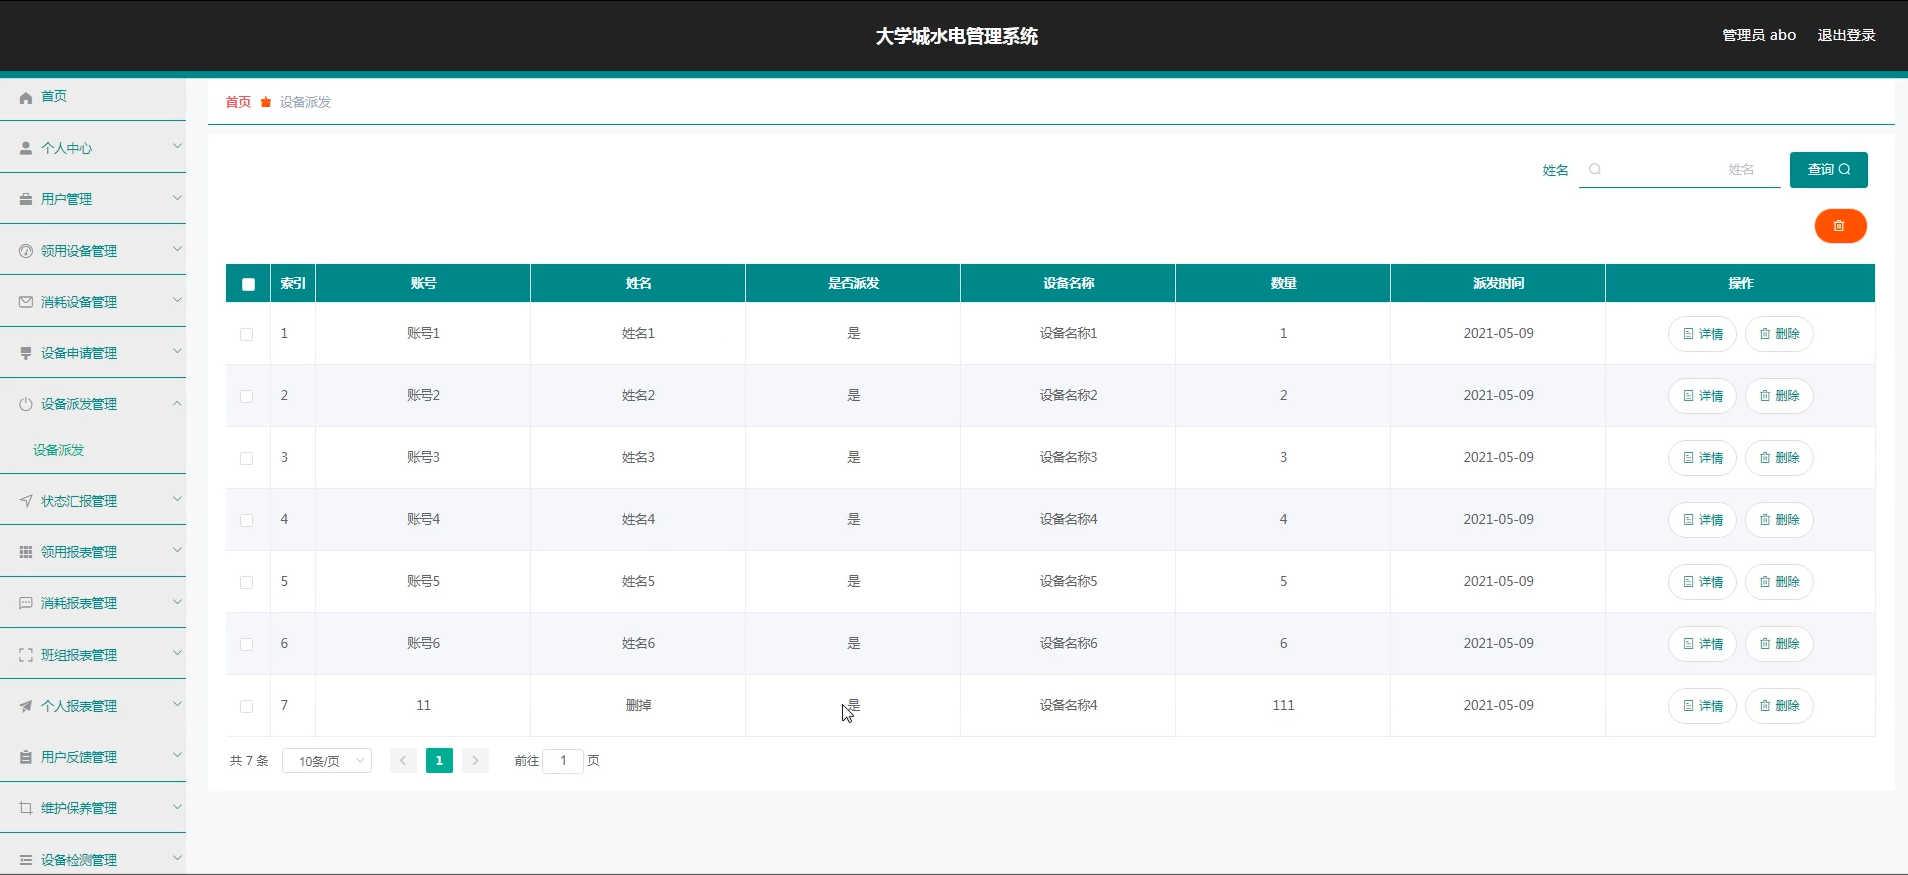 大学城水电管理系统
管理员 abo 退出登录
首页
个人中心
用户管理
领用设备管理
消耗设备管理
设备申请管理
设备派发管理
设备派发
状态汇报管理
领用报表管理
消耗报表管理
班组报表管理
个人报表管理
用户反馈管理
维护保养管理
设备检测管理
首页 设备派发
姓名 姓名 查询
索引 账号 姓名 是否派发 设备名称 数量 派发时间 操作
1 账号1 姓名1 是 设备名称1 1 2021-05-09 详情 删除
2 账号2 姓名2 是 设备名称2 2 2021-05-09 详情 删除
3 账号3 姓名3 是 设备名称3 3 2021-05-09 详情 删除
4 账号4 姓名4 是 设备名称4 4 2021-05-09 详情 删除
5 账号5 姓名5 是 设备名称5 5 2021-05-09 详情 删除
6 账号6 姓名6 是 设备名称6 6 2021-05-09 详情 删除
7 11 删掉 是 设备名称4 111 2021-05-09 详情 删除
共 7 条 10条/页 1 前往 1 页